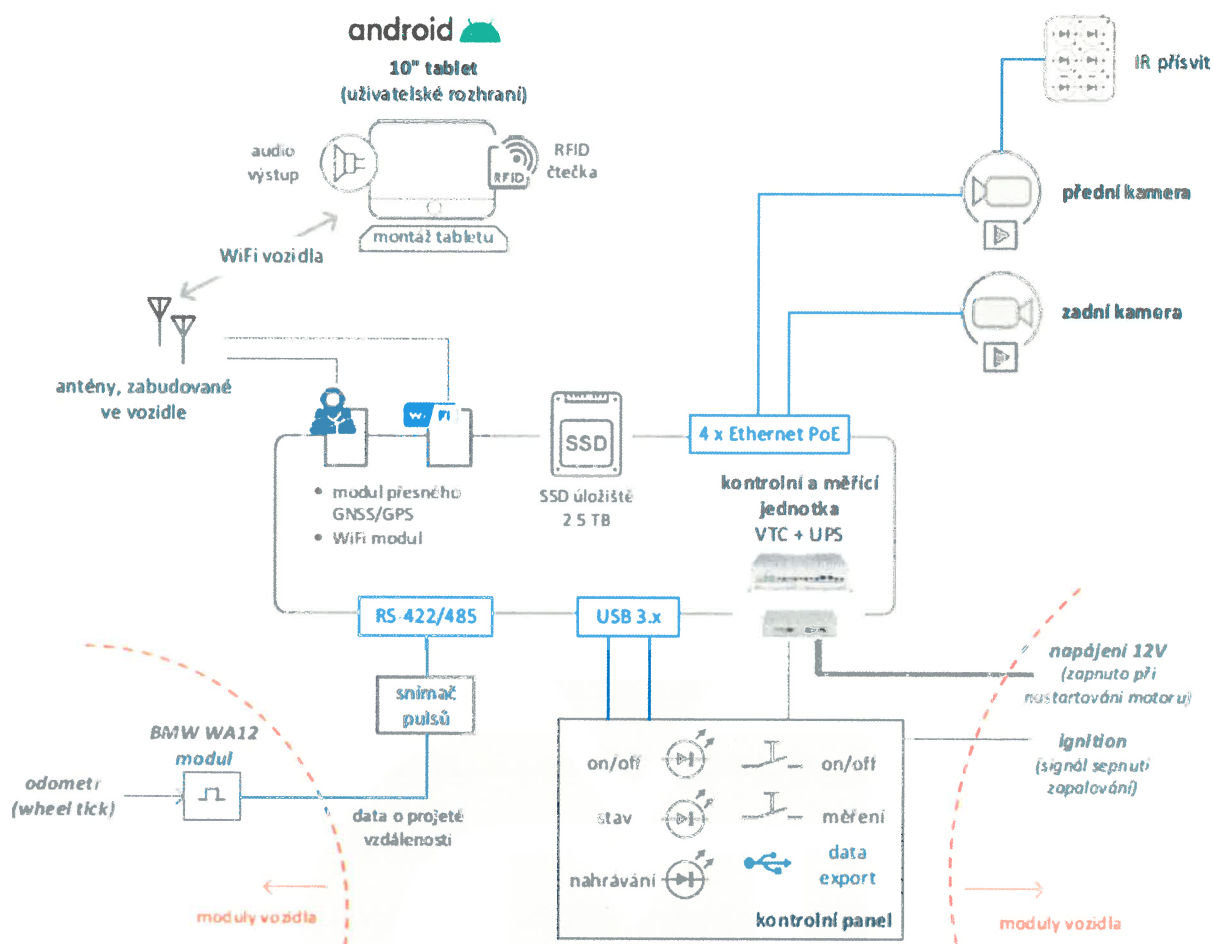 android
10" tablet
(uživatelské rozhraní)
audio
výstup
RFID
RFID
čtečka
montáž tabletu
WiFi vozidla
antény, zabudované
ve vozidle
IR přísvit
přední kamera
zadní kamera
Wi Fi
SSD
4 x Ethernet PoE
• modul přesného
GNSS/GPS
• WiFi modul
SSD úložiště
2.5 TB
kontrolní a měřící
jednotka
VTC + UPS
RS-422/485
USB 3.x
snímač
pulsů
BMW WA12
modul
odometr
(wheel tick)
data o projeté
vzdálenosti
napájení 12V
(zapnuto při
nastartování motoru)
ignition
(signál sepnutí
zapalování)
on/off
on/off
stav
měření
nahrávání
data
export
kontrolní panel
moduly vozidla
moduly vozidla